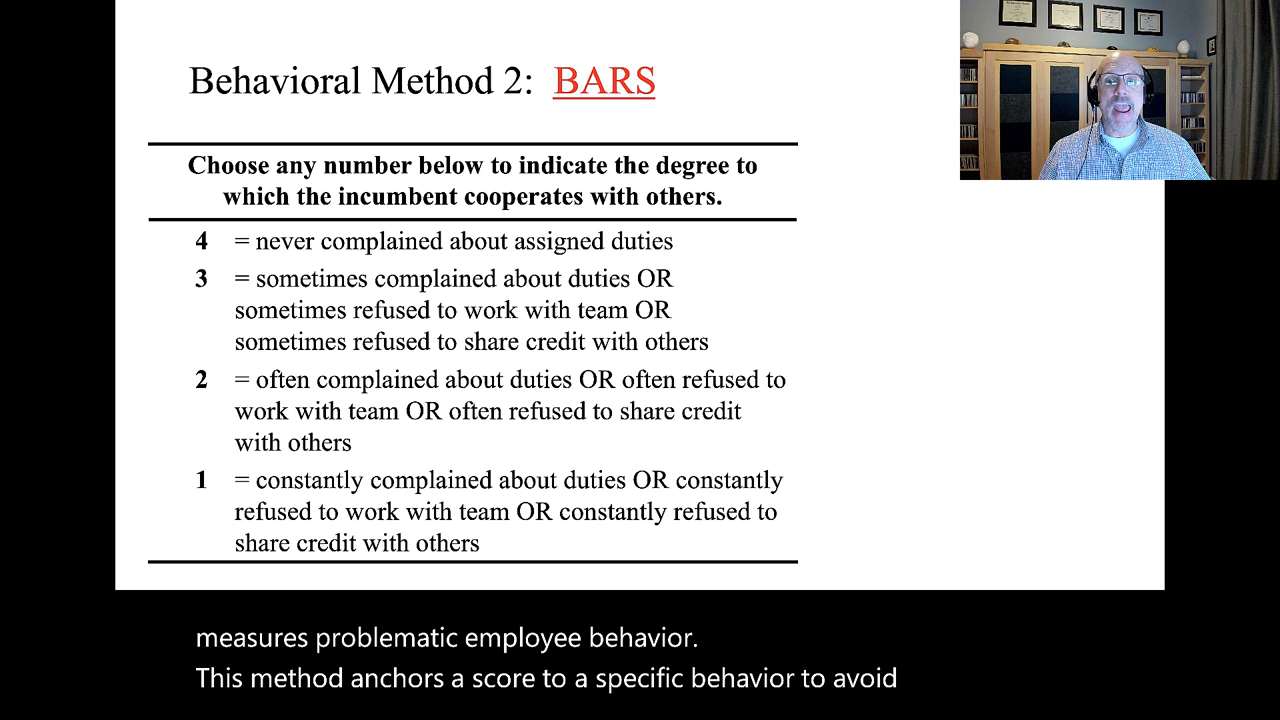 Behavioral Method 2: BARS
Choose any number below to indicate the degree to
which the incumbent cooperates with others.
4 = never complained about assigned duties
3 = sometimes complained about duties OR
sometimes refused to work with team OR
sometimes refused to share credit with others
2 = often complained about duties OR often refused to
work with team OR often refused to share credit
with others
1 = constantly complained about duties OR constantly
refused to work with team OR constantly refused to
share credit with others
measures problematic employee behavior.
This method anchors a score to a specific behavior to avoid